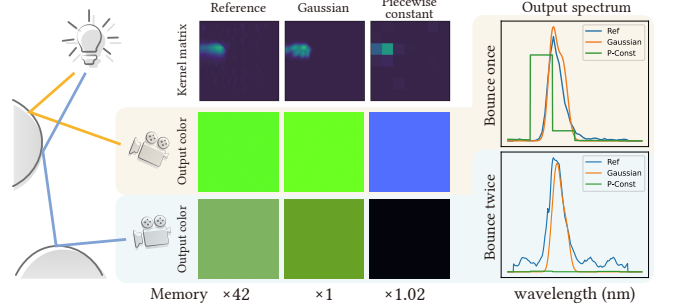 Reference
Gaussian
Piecewise
constant
Output spectrum
Kernel matrix
Output color
Output color
Bounce once
Ref
Gaussian
P-Const
Bounce twice
Ref
Gaussian
P-Const
Memory ×42 ×1 ×1.02
wavelength (nm)